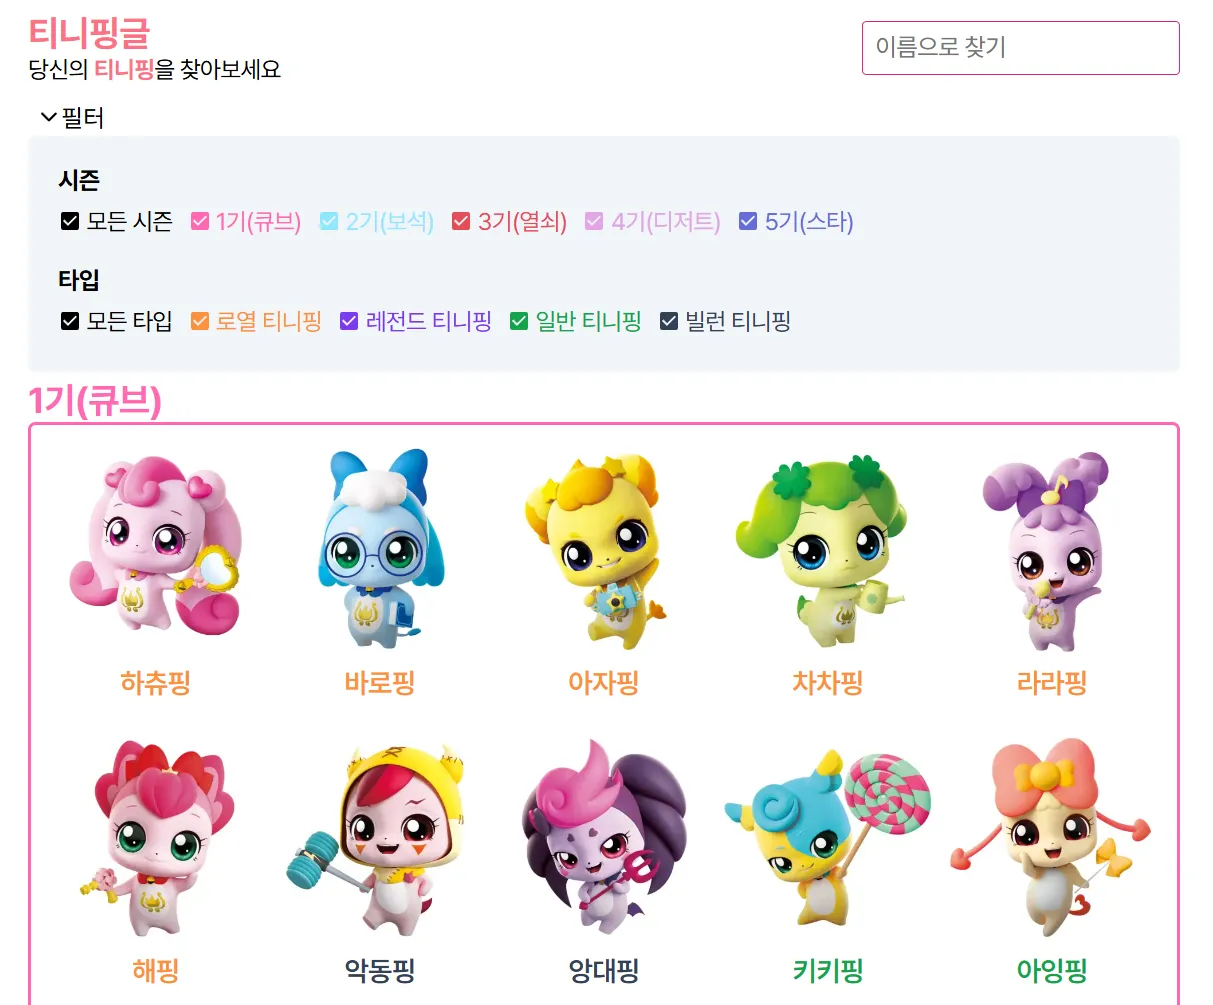 티니핑글
당신의 티니핑을 찾아보세요
이름으로 찾기
필터
시즌
모든 시즌 1기(큐브) 2기(보석) 3기(열쇠) 4기(디저트) 5기(스타)
타입
모든 타입 로열 티니핑 레전드 티니핑 일반 티니핑 빌런 티니핑
1기(큐브)
하츄핑 바로핑 아자핑 차차핑 라라핑
해핑 악동핑 앙대핑 키키핑 아잉핑